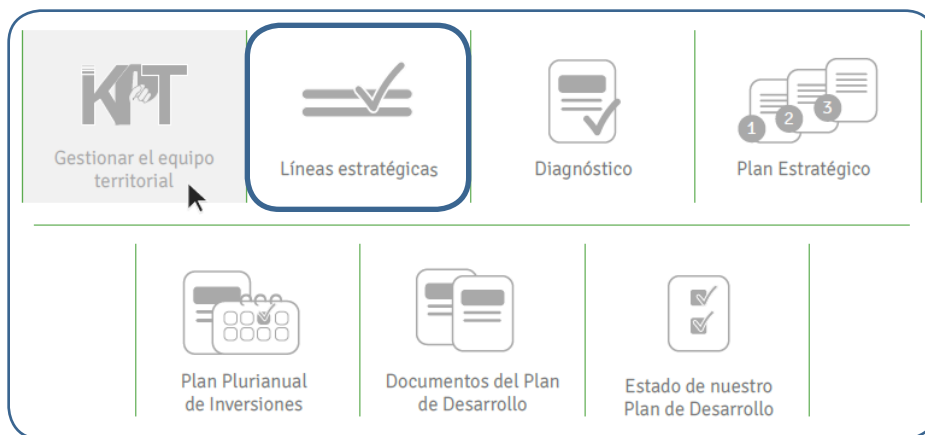 KPT
Gestionar el equipo
territorial
Líneas estratégicas
Diagnóstico
1 2 3
Plan Estratégico
Plan Plurianual
de Inversiones
Documentos del Plan
de Desarrollo
Estado de nuestro
Plan de Desarrollo